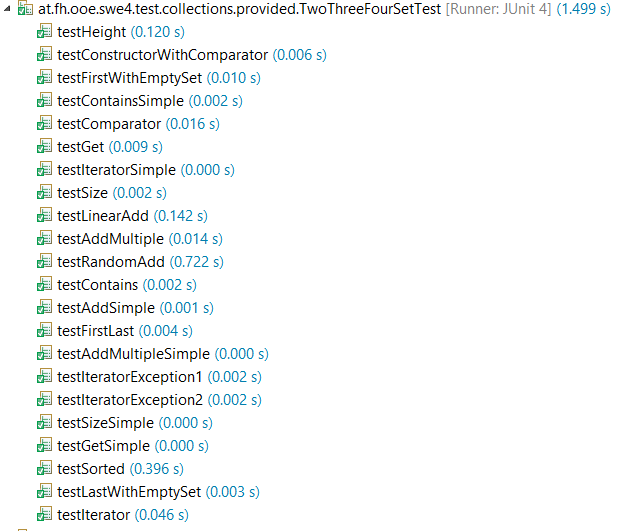 at.fh.ooe.swe4.test.collections.provided.TwoThreeFourSetTest [Runner: JUnit 4] (1.499 s)
testHeight (0.120 s)
testConstructorWithComparator (0.006 s)
testFirstWithEmptySet (0.010 s)
testContainsSimple (0.002 s)
testComparator (0.016 s)
testGet (0.009 s)
testIteratorSimple (0.000 s)
testSize (0.002 s)
testLinearAdd (0.142 s)
testAddMultiple (0.014 s)
testRandomAdd (0.722 s)
testContains (0.002 s)
testAddSimple (0.001 s)
testFirstLast (0.004 s)
testAddMultipleSimple (0.000 s)
testIteratorException1 (0.002 s)
testIteratorException2 (0.002 s)
testSizeSimple (0.000 s)
testGetSimple (0.000 s)
testSorted (0.396 s)
testLastWithEmptySet (0.003 s)
testIterator (0.046 s)